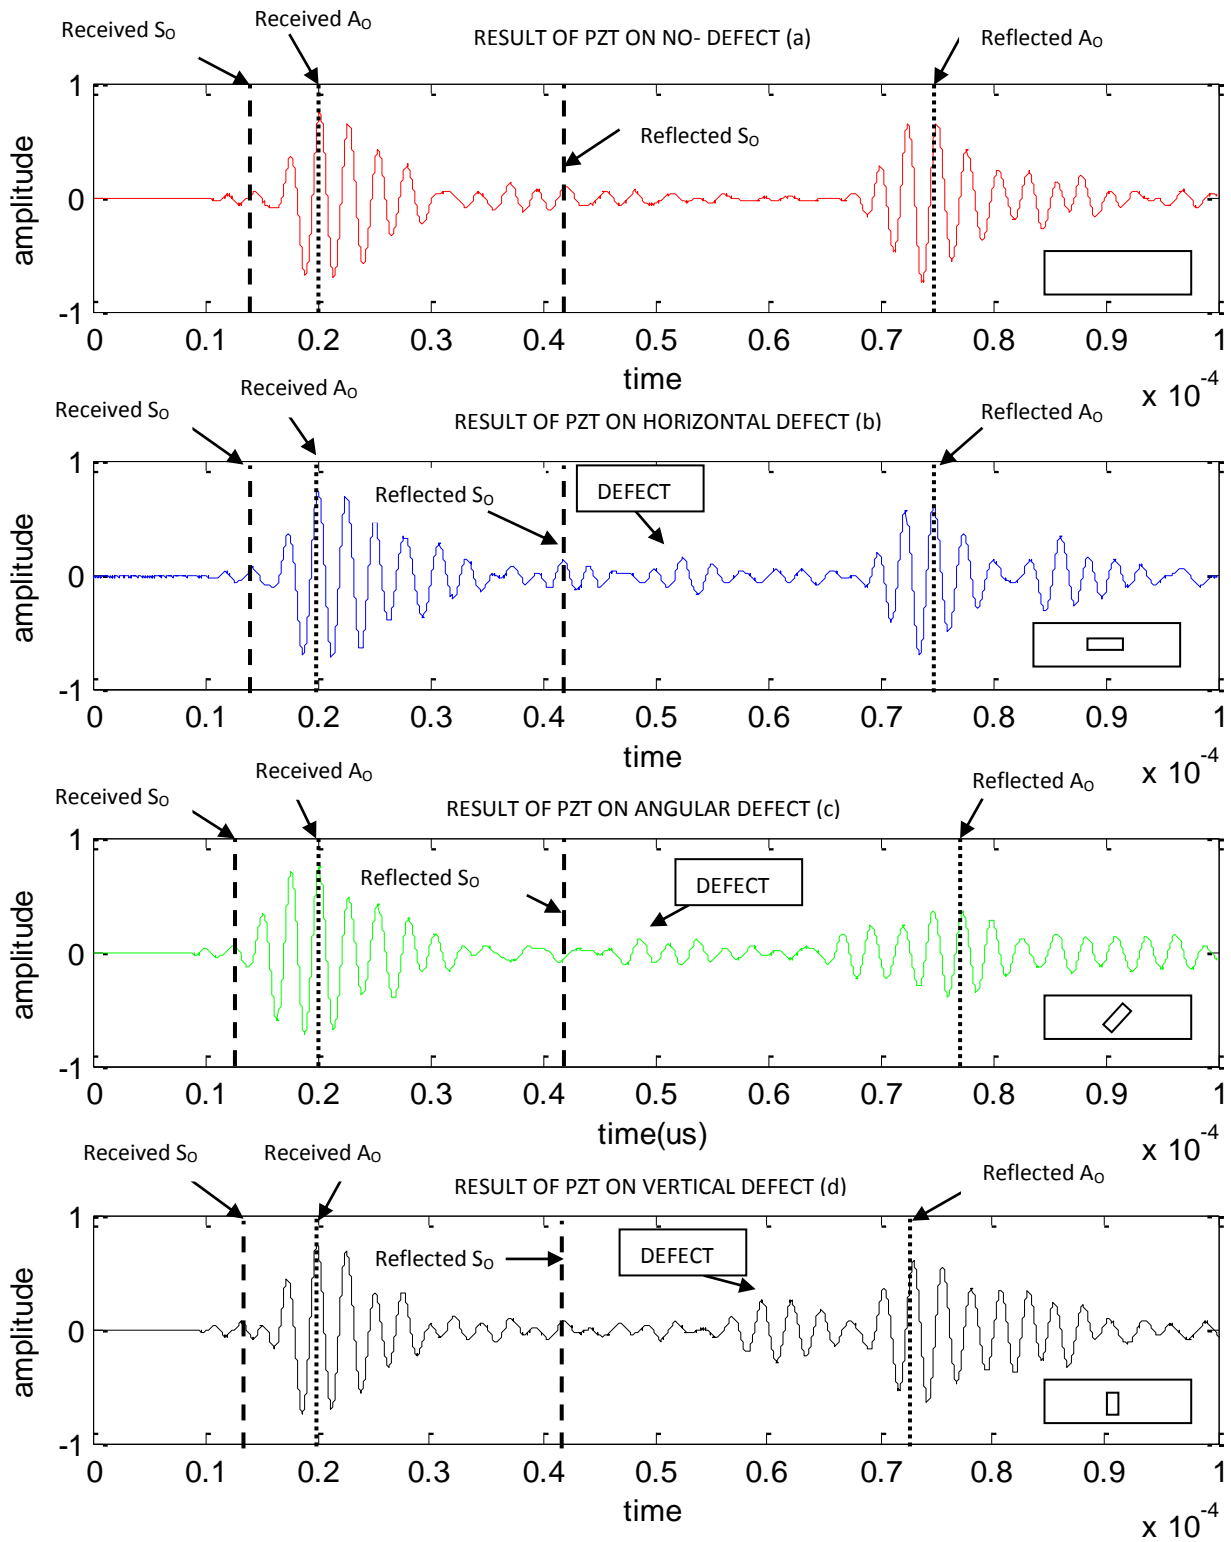 Received S₀
Received A₀
RESULT OF PZT ON NO- DEFECT (a)
Reflected A₀
Reflected S₀
amplitude
1
0
-1
0 0.1 0.2 0.3 0.4 0.5 0.6 0.7 0.8 0.9 1
time
x 10⁻⁴
Received S₀
Received A₀
RESULT OF PZT ON HORIZONTAL DEFECT (b)
Reflected A₀
Reflected S₀
DEFECT
amplitude
1
0
-1
0 0.1 0.2 0.3 0.4 0.5 0.6 0.7 0.8 0.9 1
time
x 10⁻⁴
Received S₀
Received A₀
RESULT OF PZT ON ANGULAR DEFECT (c)
Reflected A₀
Reflected S₀
DEFECT
amplitude
1
0
-1
0 0.1 0.2 0.3 0.4 0.5 0.6 0.7 0.8 0.9 1
time(us)
x 10⁻⁴
Received S₀
Received A₀
RESULT OF PZT ON VERTICAL DEFECT (d)
Reflected A₀
Reflected S₀
DEFECT
amplitude
1
0
-1
0 0.1 0.2 0.3 0.4 0.5 0.6 0.7 0.8 0.9 1
time
x 10⁻⁴